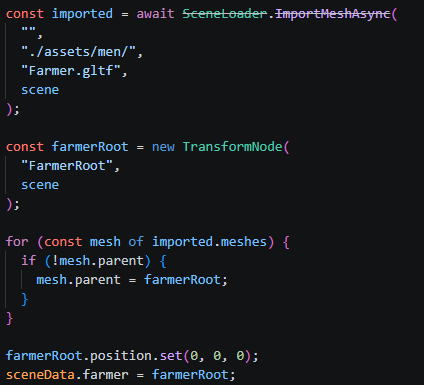 const imported = await SceneLoader.ImportMeshAsync(
  "",
  "./assets/men/",
  "Farmer.gltf",
  scene
);

const farmerRoot = new TransformNode(
  "FarmerRoot",
  scene
);

for (const mesh of imported.meshes) {
  if (!mesh.parent) {
    mesh.parent = farmerRoot;
  }
}

farmerRoot.position.set(0, 0, 0);
sceneData.farmer = farmerRoot;